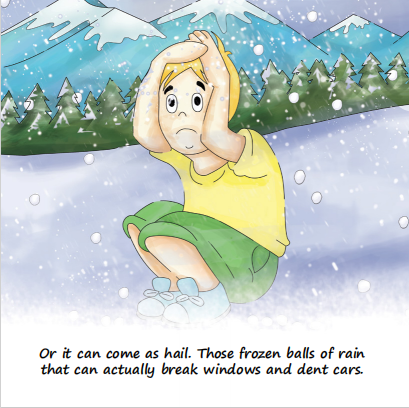 Or it can come as hail. Those frozen balls of rain
that can actually break windows and dent cars.